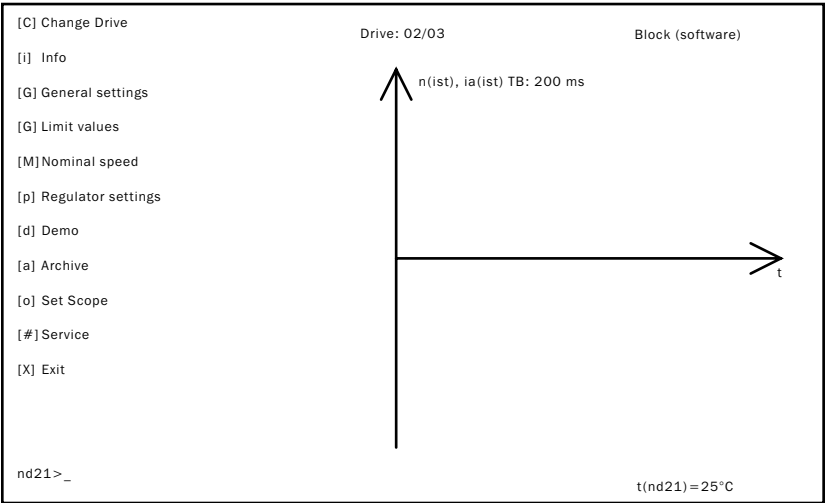 [C] Change Drive
[i] Info
[G] General settings
[G] Limit values
[M] Nominal speed
[p] Regulator settings
[d] Demo
[a] Archive
[o] Set Scope
[#] Service
[X] Exit
nd21>_
Drive: 02/03
Block (software)
n(ist), ia(ist) TB: 200 ms
t
t(nd21)=25°C